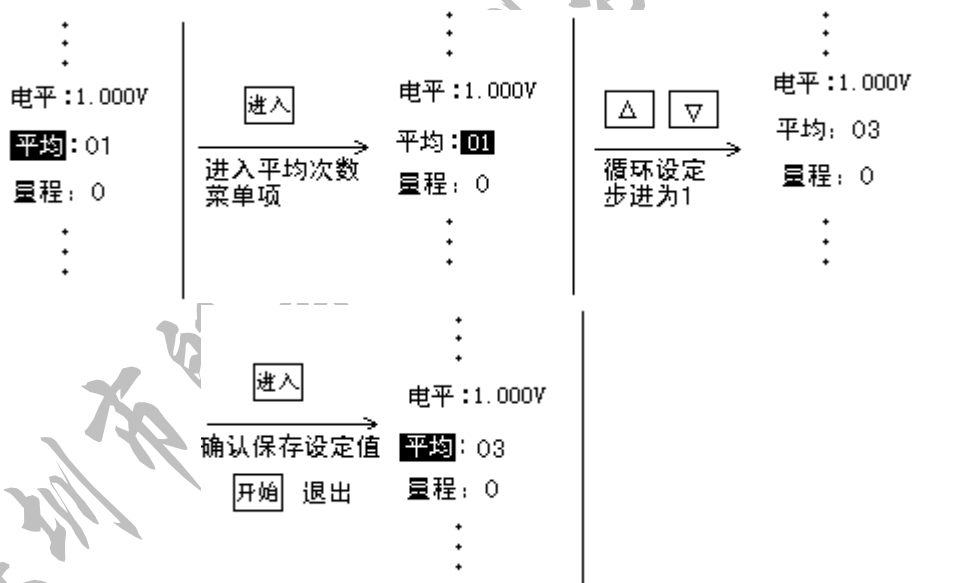 电平:1.000V
平均:01
量程:0
进入
进入平均次数
菜单项
电平:1.000V
平均:01
量程:0
△ ▽
循环设定
步进为1
电平:1.000V
平均:03
量程:0
进入
确认保存设定值
开始 退出
电平:1.000V
平均:03
量程:0